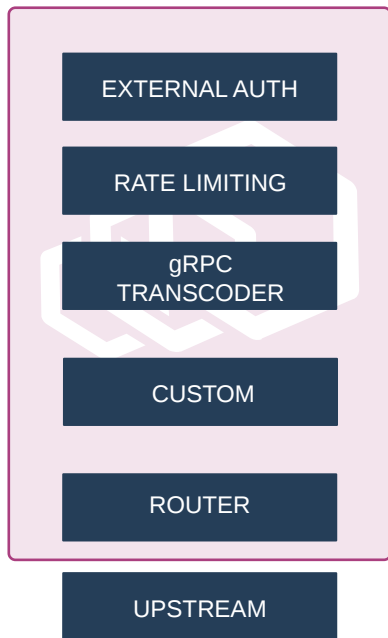 EXTERNAL AUTH
RATE LIMITING
gRPC
TRANSCODER
CUSTOM
ROUTER
UPSTREAM